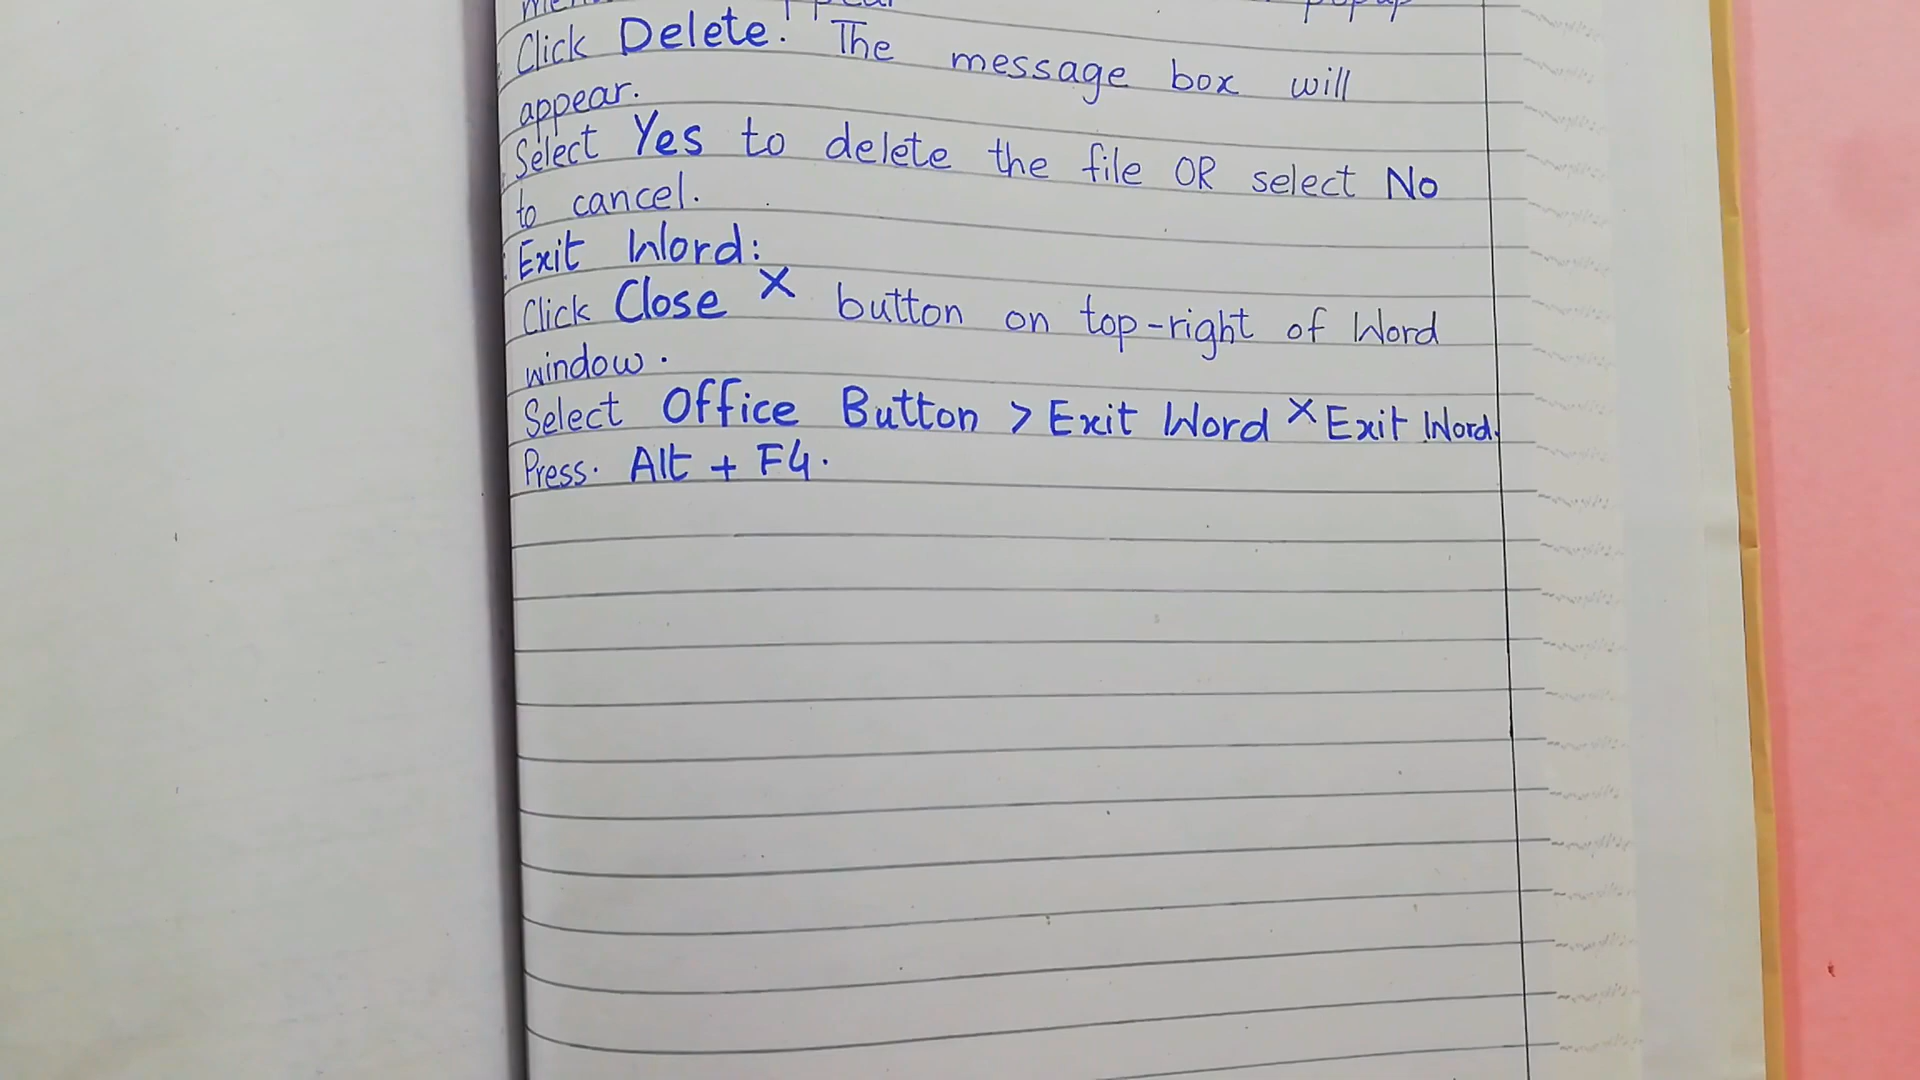 popup
Click Delete. The message box will
appear.
Select Yes to delete the file OR select No
to cancel.
Exit Word:
Click Close X button on top-right of Word
window.
Select Office Button > Exit Word X Exit Word.
Press. Alt + F4.